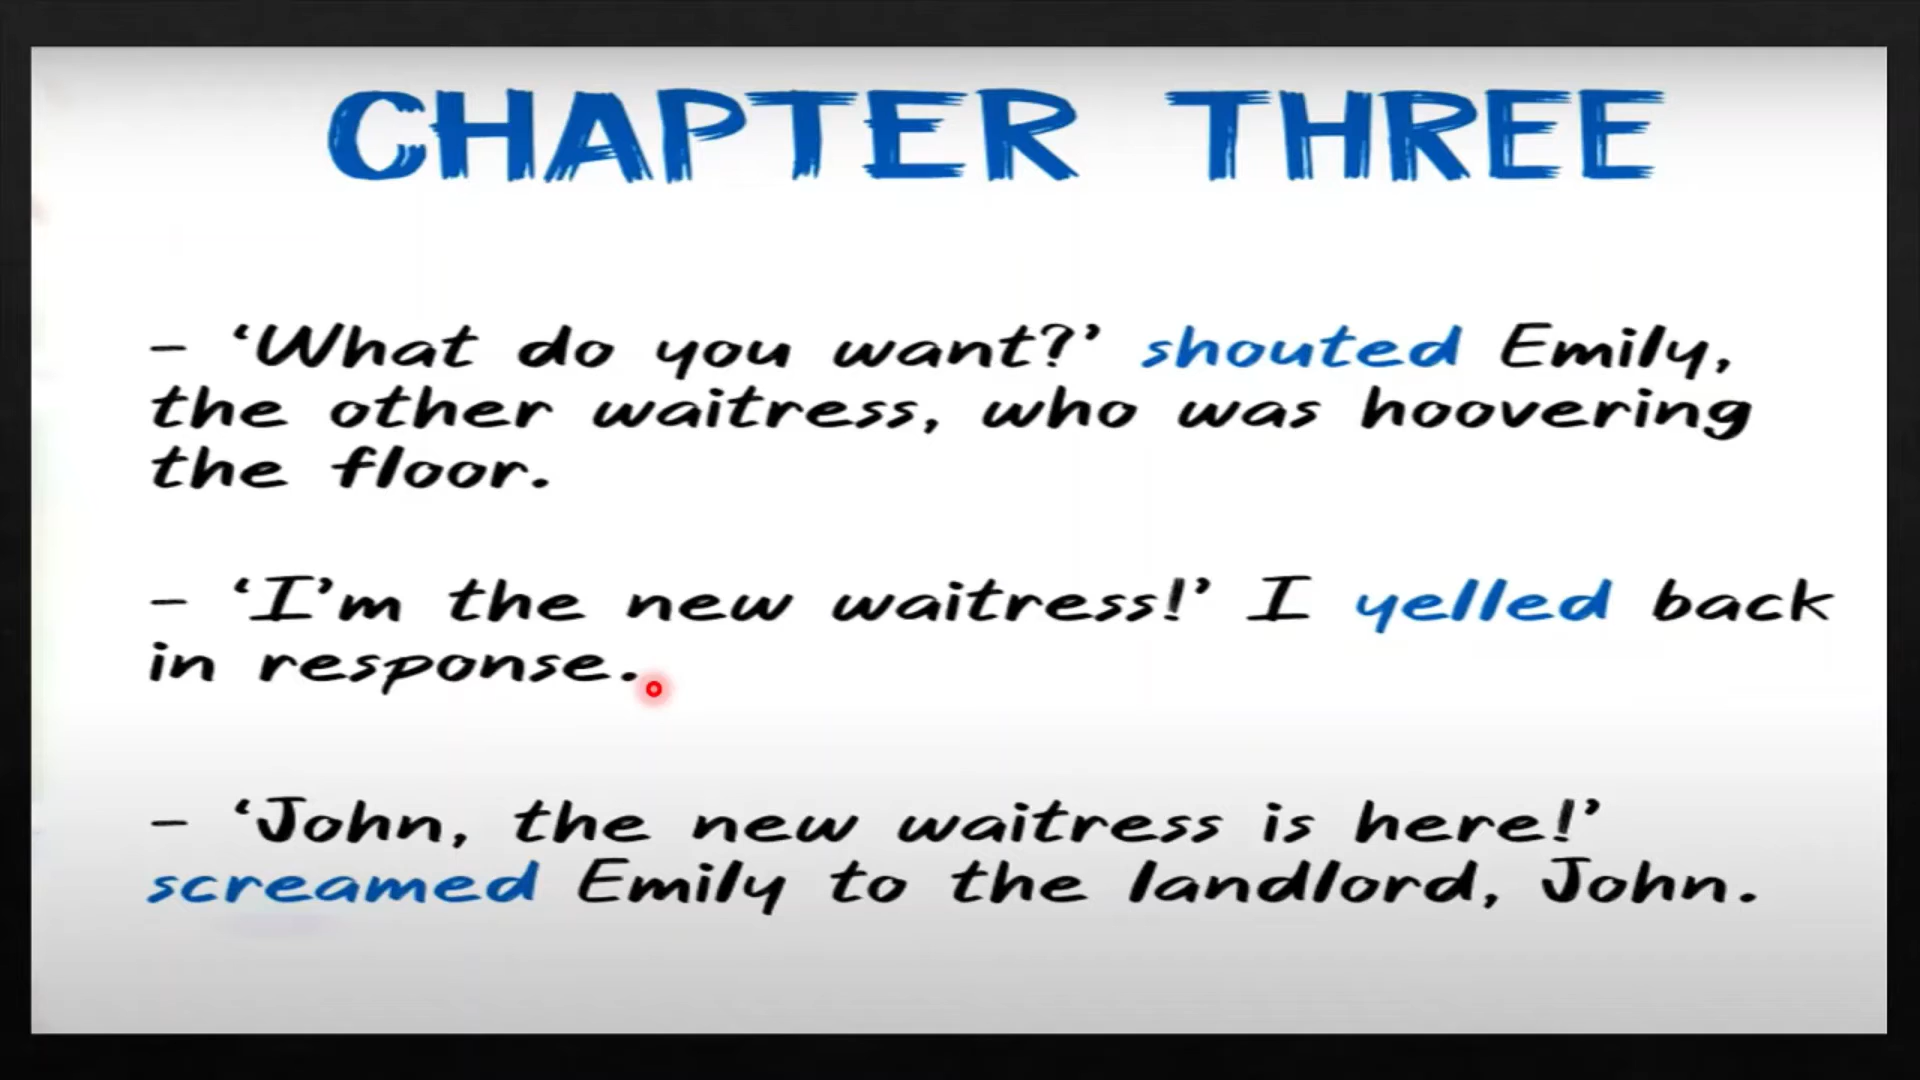 CHAPTER THREE
– ‘What do you want?’ shouted Emily,
the other waitress, who was hoovering
the floor.
– ‘I’m the new waitress!’ I yelled back
in response.
– ‘John, the new waitress is here!’
screamed Emily to the landlord, John.